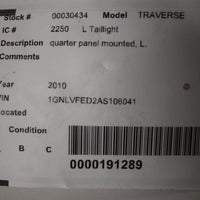 Stock # 00030434 Model TRAVERSE
IC # 2250 L Taillight
Description quarter panel mounted, L.
Comments
Year 2010
VIN 1GNLVFED2AS106041
Located
Condition
A B C
0000191289